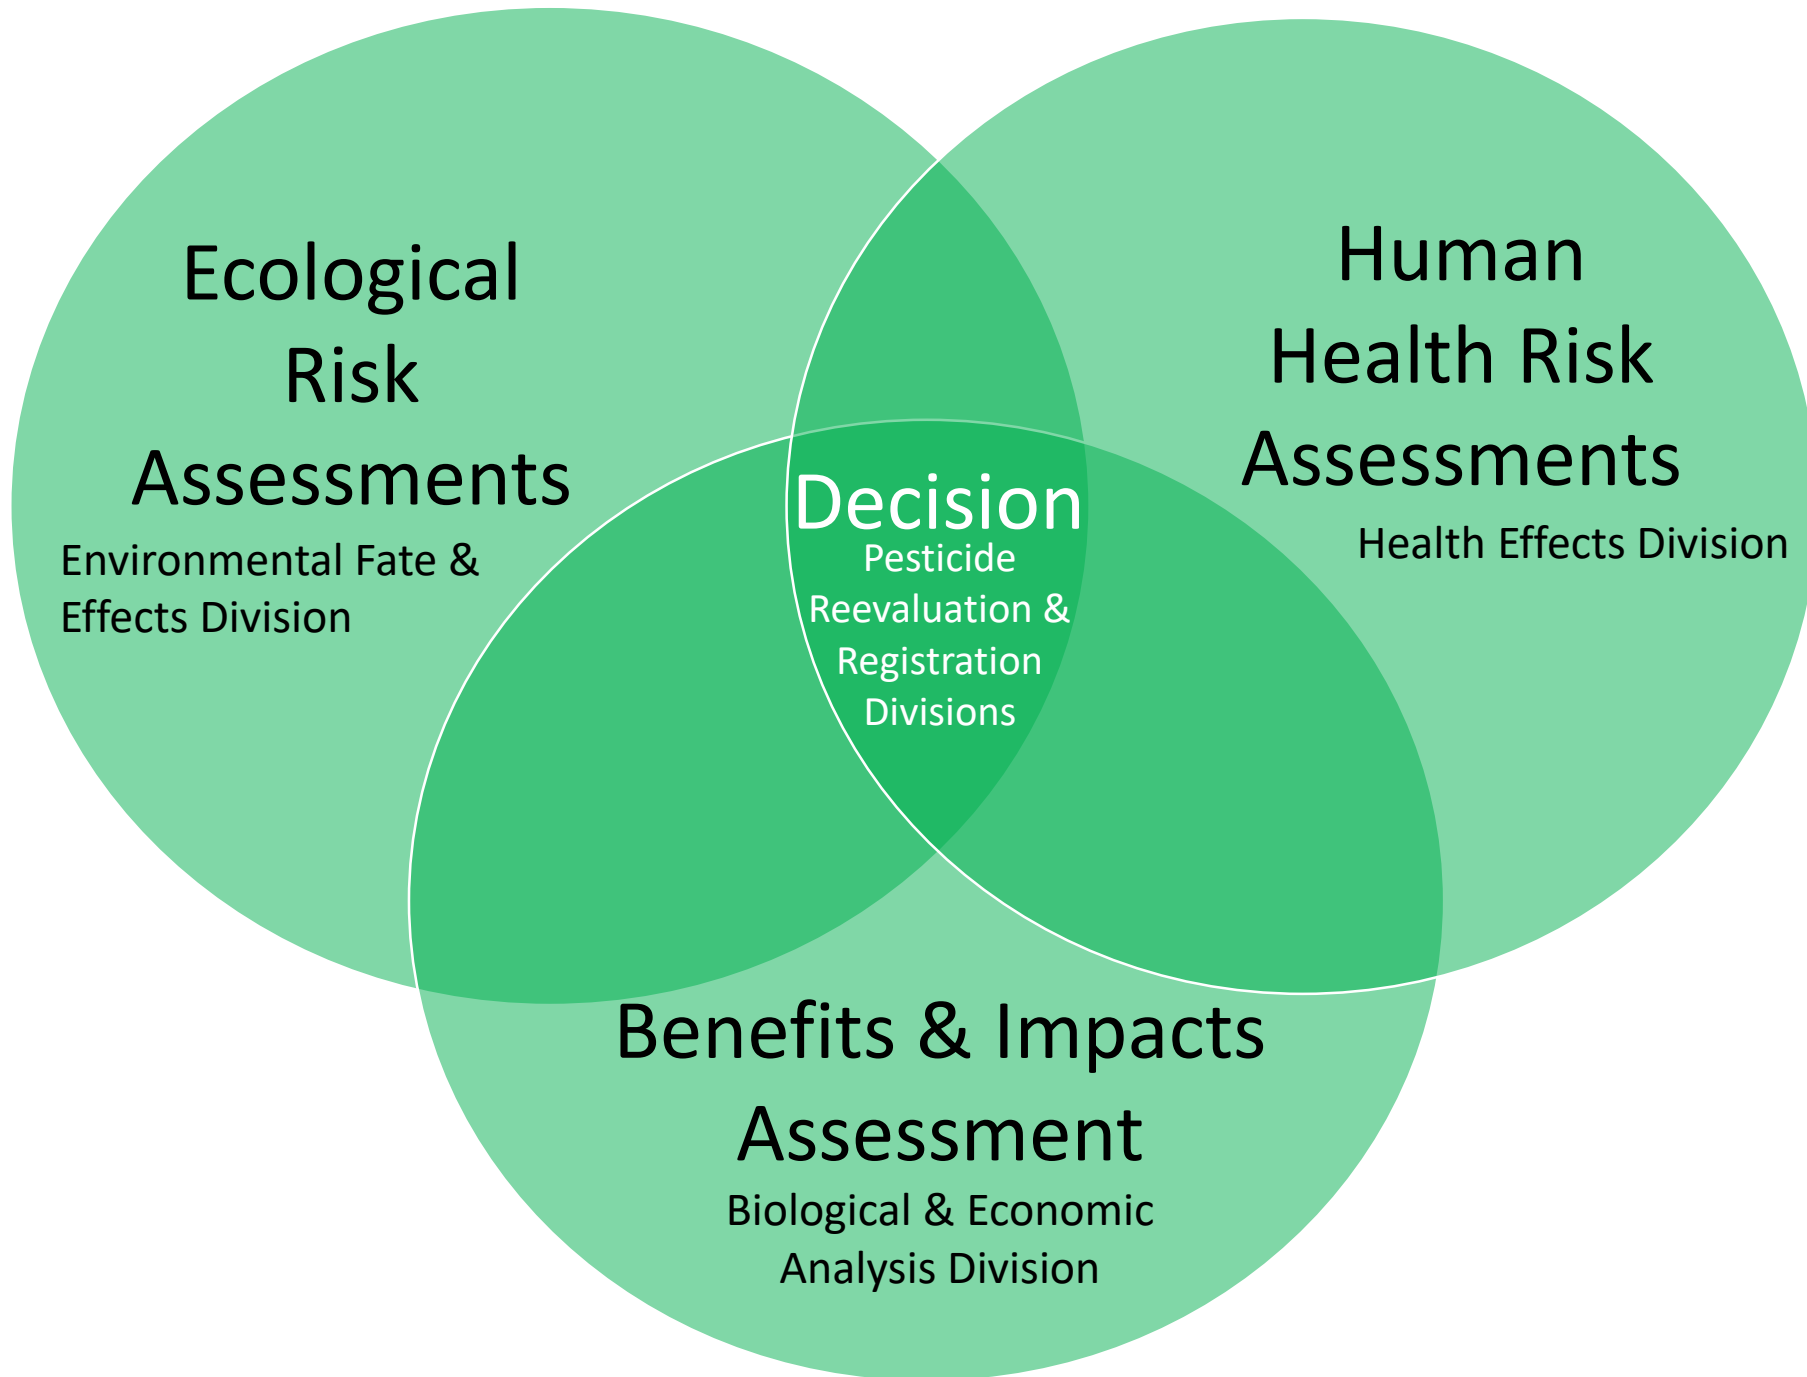 Ecological
Risk
Assessments
Environmental Fate &
Effects Division
Human
Health Risk
Assessments
Health Effects Division
Decision
Pesticide
Reevaluation &
Registration
Divisions
Benefits & Impacts
Assessment
Biological & Economic
Analysis Division